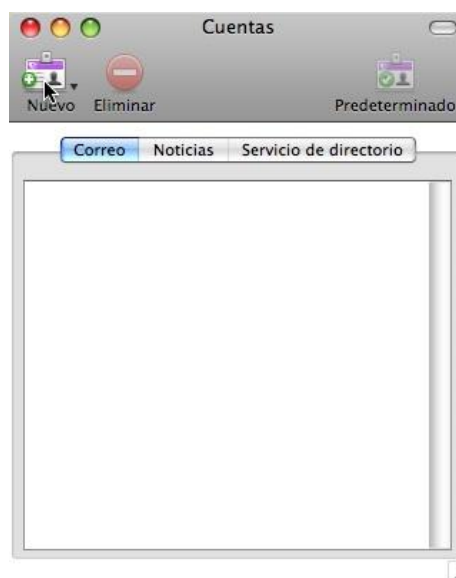 Cuentas
Nuevo Eliminar Predeterminado
Correo Noticias Servicio de directorio